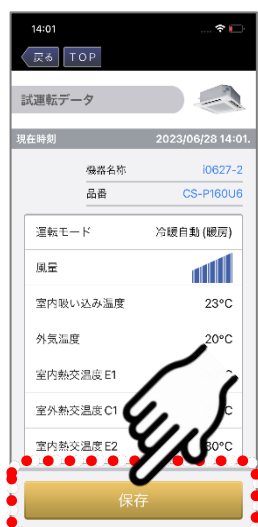 14:01
戻る TOP
試運転データ
現在時刻 2023/06/28 14:01.
機器名称 i0627-2
品番 CS-P160U6
運転モード 冷暖自動 (暖房)
風量
室内吸い込み温度 23°C
外気温度 20°C
室内熱交温度 E1
室外熱交温度 C1 C
室内熱交温度 E2 30°C
保存